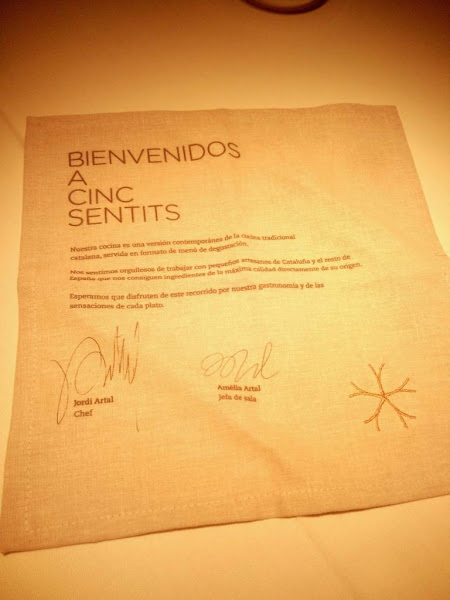 BIENVENIDOS
A
CINC
SENTITS
Nuestra cocina es una versión contemporánea de la cocina tradicional
catalana, servida en formato de menú de degustación.
Nos sentimos orgullosos de trabajar con pequeños artesanos de Cataluña y el resto de
España que nos consiguen ingredientes de la máxima calidad directamente de su origen.
Esperamos que disfruten de este recorrido por nuestra gastronomía y de las
sensaciones de cada plato.
Jordi Artal
Chef
Amèlia Artal
jefa de sala